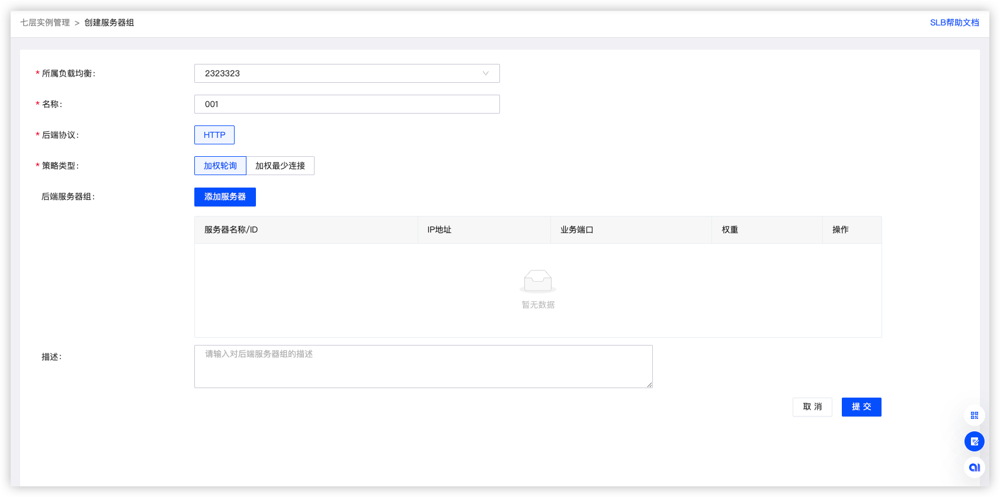 七层实例管理 > 创建服务器组 SLB帮助文档
* 所属负载均衡: 2323323
* 名称: 001
* 后端协议: HTTP
* 策略类型: 加权轮询 加权最少连接
后端服务器组: 添加服务器
服务器名称/ID IP地址 业务端口 权重 操作
暂无数据
描述: 请输入对后端服务器组的描述
取 消 提 交